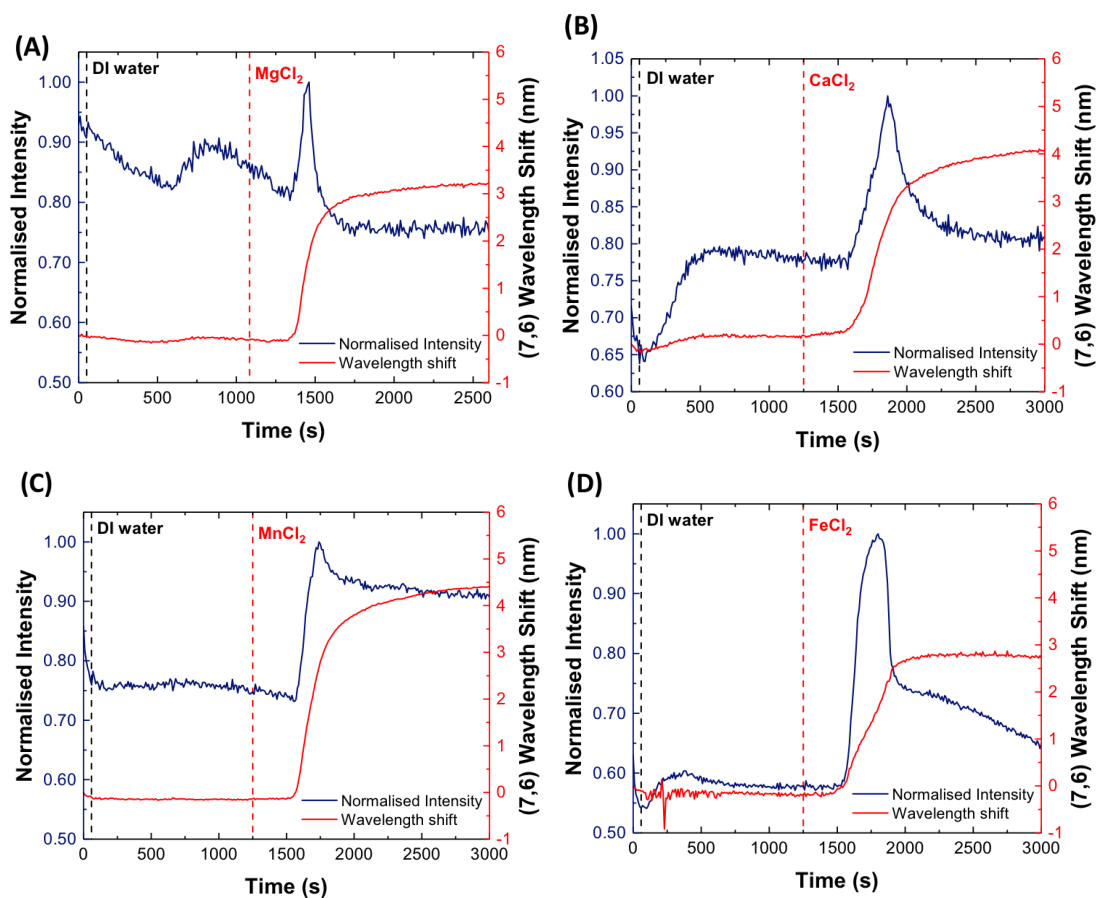 (A)
DI water
MgCl2
Normalised Intensity
(7,6) Wavelength Shift (nm)
1.00
0.90
0.80
0.70
0.60
0.50
6
5
4
3
2
1
0
-1
Normalised Intensity
Wavelength shift
0 500 1000 1500 2000 2500
Time (s)
(B)
DI water
CaCl2
Normalised Intensity
(7,6) Wavelength Shift (nm)
1.05
1.00
0.95
0.90
0.85
0.80
0.75
0.70
0.65
0.60
6
5
4
3
2
1
0
-1
Normalised Intensity
Wavelength shift
0 500 1000 1500 2000 2500 3000
Time (s)
(C)
DI water
MnCl2
Normalised Intensity
(7,6) Wavelength Shift (nm)
1.00
0.90
0.80
0.70
0.60
0.50
6
5
4
3
2
1
0
-1
Normalised Intensity
Wavelength shift
0 500 1000 1500 2000 2500 3000
Time (s)
(D)
DI water
FeCl2
Normalised Intensity
(7,6) Wavelength Shift (nm)
1.00
0.90
0.80
0.70
0.60
0.50
6
5
4
3
2
1
0
-1
Normalised Intensity
Wavelength shift
0 500 1000 1500 2000 2500 3000
Time (s)